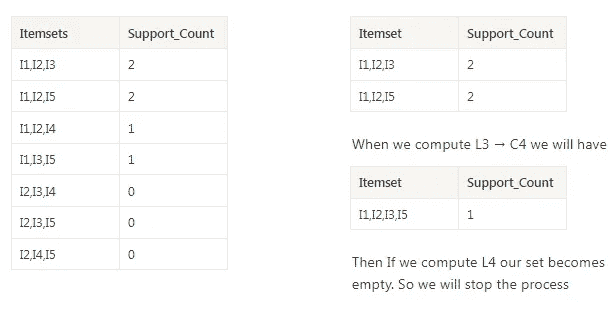 Itemsets Support_Count
I1,I2,I3 2
I1,I2,I5 2
I1,I2,I4 1
I1,I3,I5 1
I2,I3,I4 0
I2,I3,I5 0
I2,I4,I5 0
Itemset Support_Count
I1,I2,I3 2
I1,I2,I5 2
When we compute L3 → C4 we will have
Itemset Support_Count
I1,I2,I3,I5 1
Then If we compute L4 our set becomes
empty. So we will stop the process